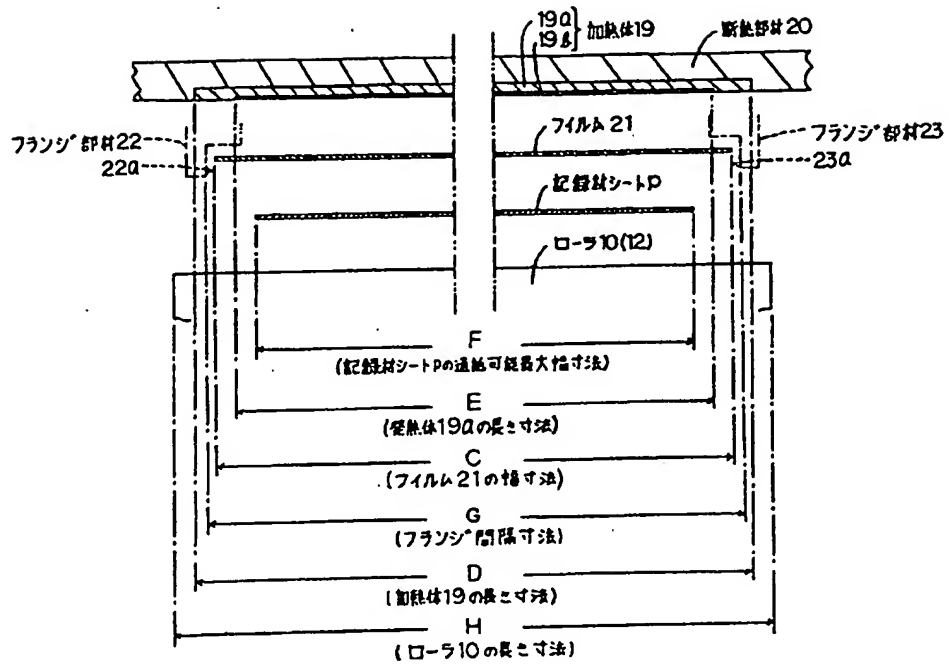 19a
19b
加熱体19
断熱部材20
フランジ部材22
22a
フイルム21
フランジ部材23
23a
記録材シートP
ローラ10(12)
F
(記録材シートPの通紙可能最大幅寸法)
E
(発熱体19aの長さ寸法)
C
(フィルム21の幅寸法)
G
(フランジ間隔寸法)
D
(加熱体19の長さ寸法)
H
(ローラ10の長さ寸法)